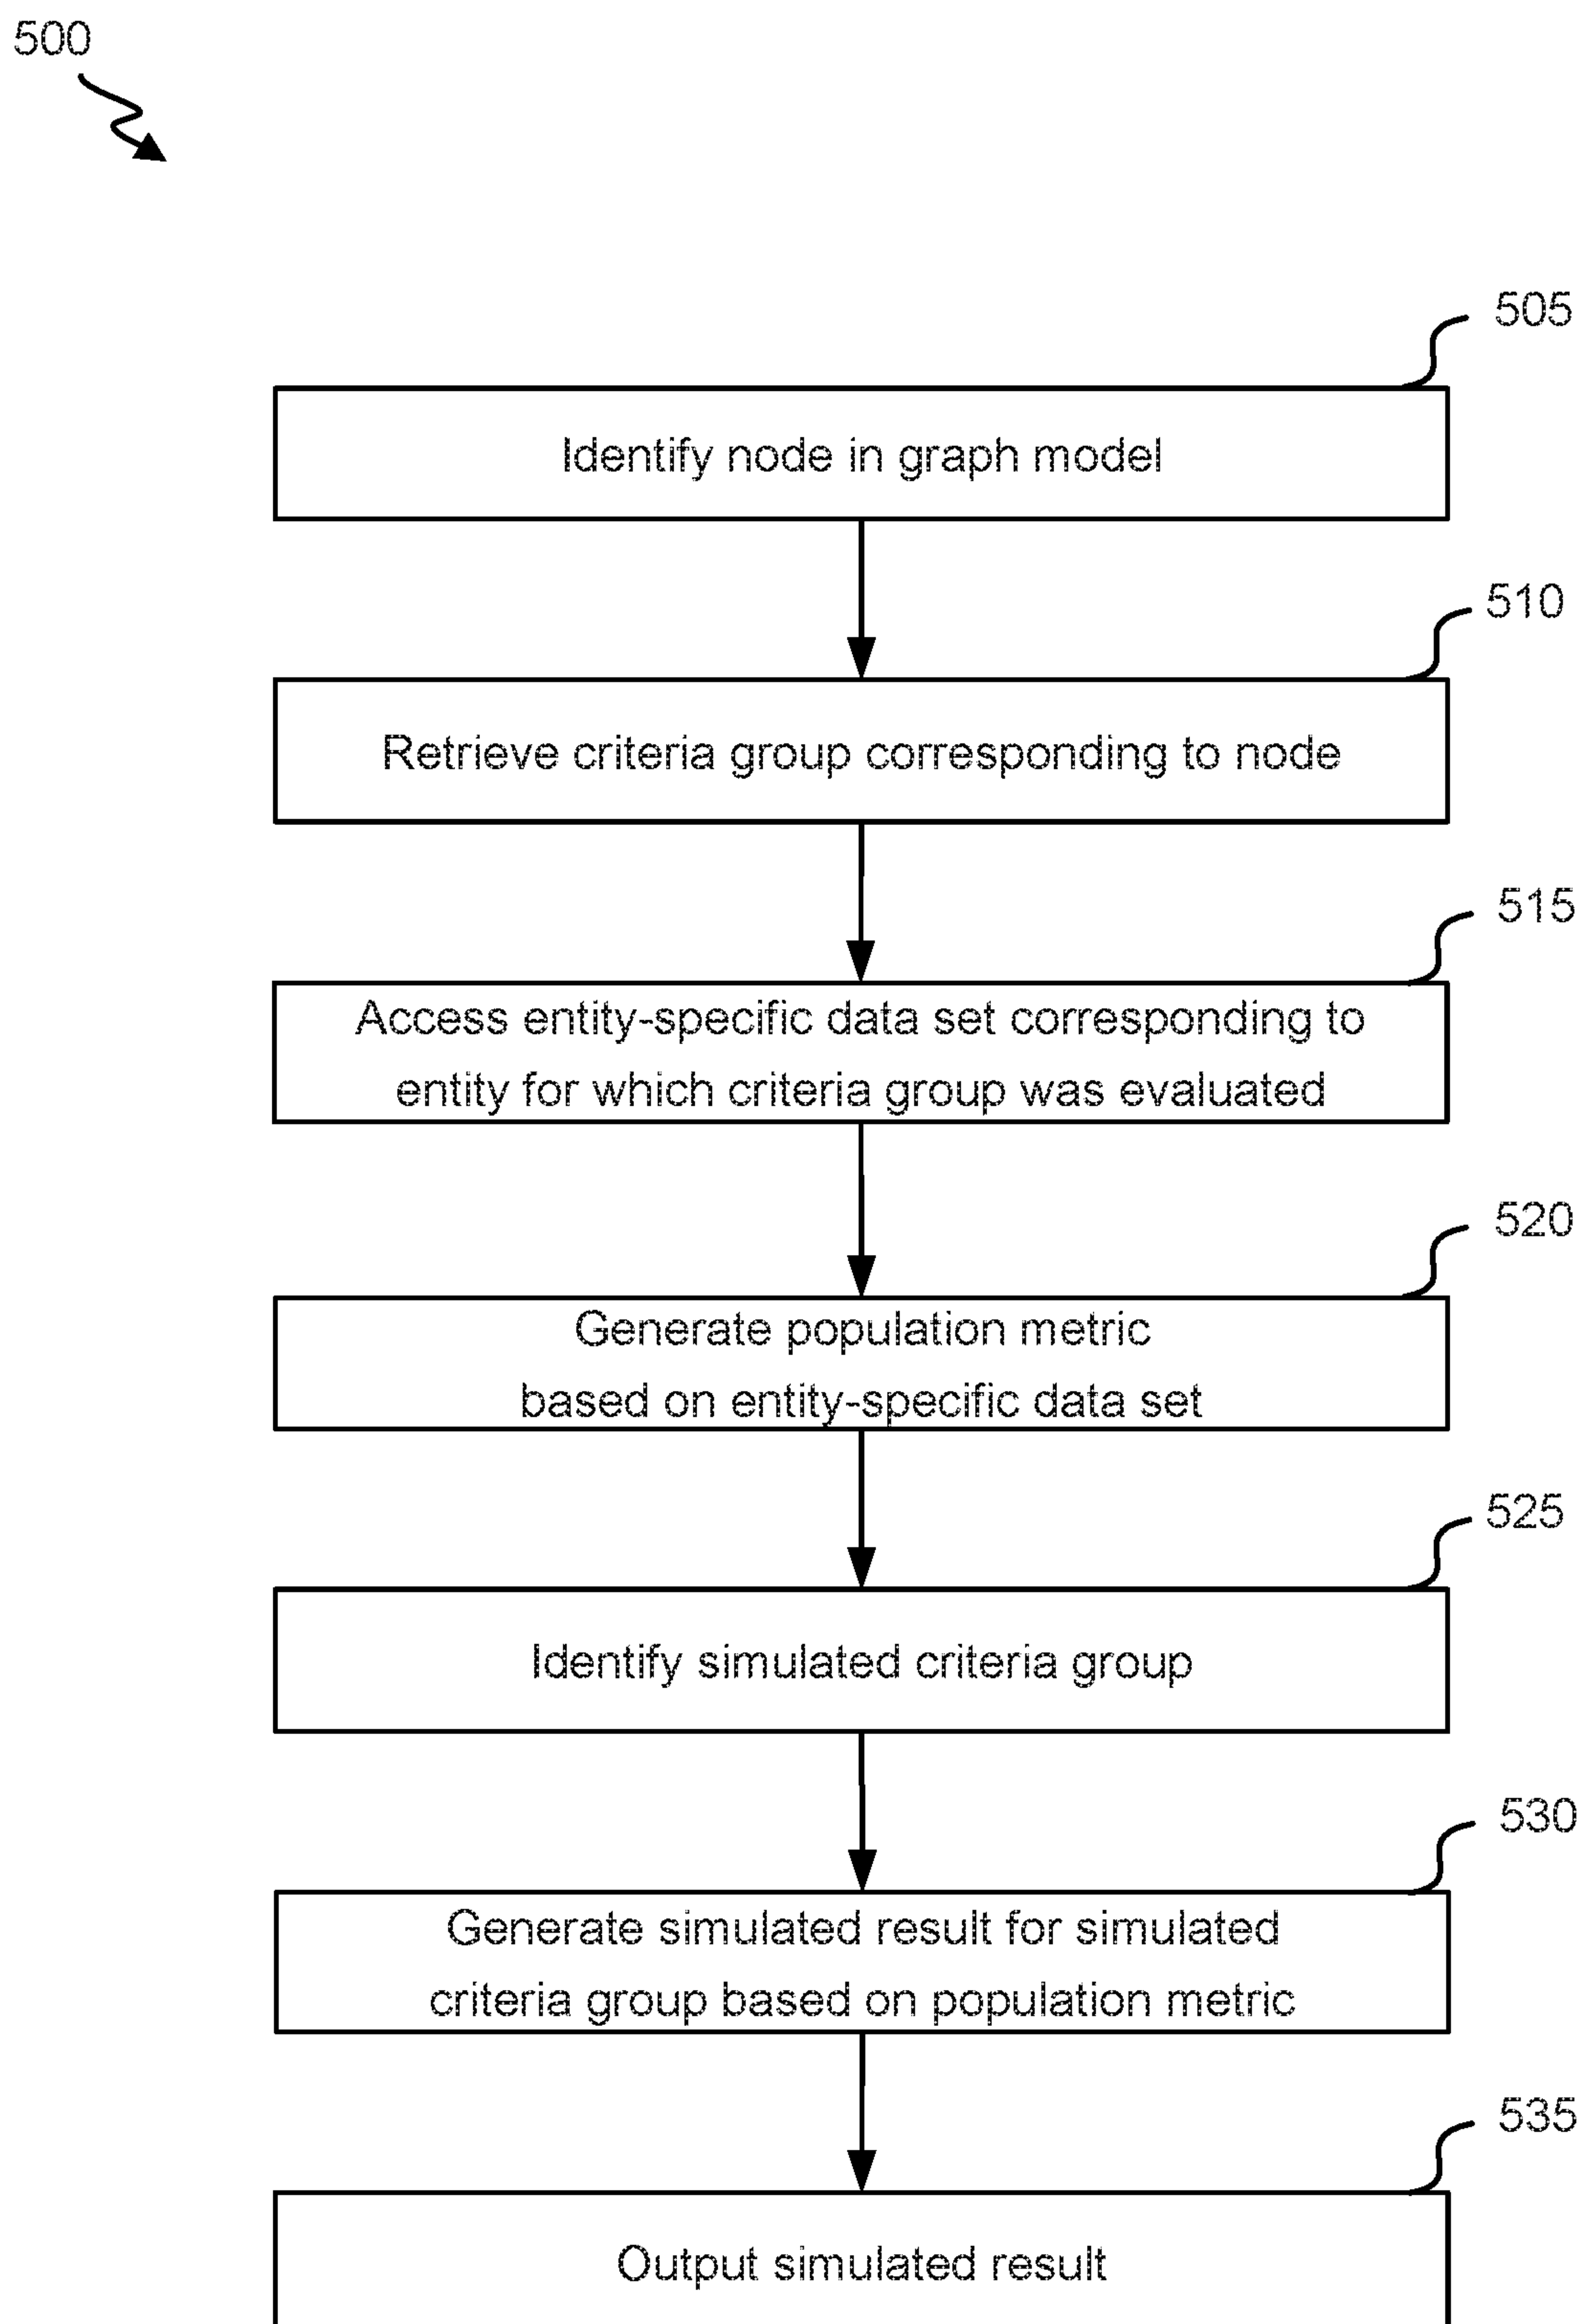 500
505
Identify node in graph model
510
Retrieve criteria group corresponding to node
515
Access entity-specific data set corresponding to
entity for which criteria group was evaluated
520
Generate population metric
based on entity-specific data set
525
Identify simulated criteria group
530
Generate simulated result for simulated
criteria group based on population metric
535
Output simulated result